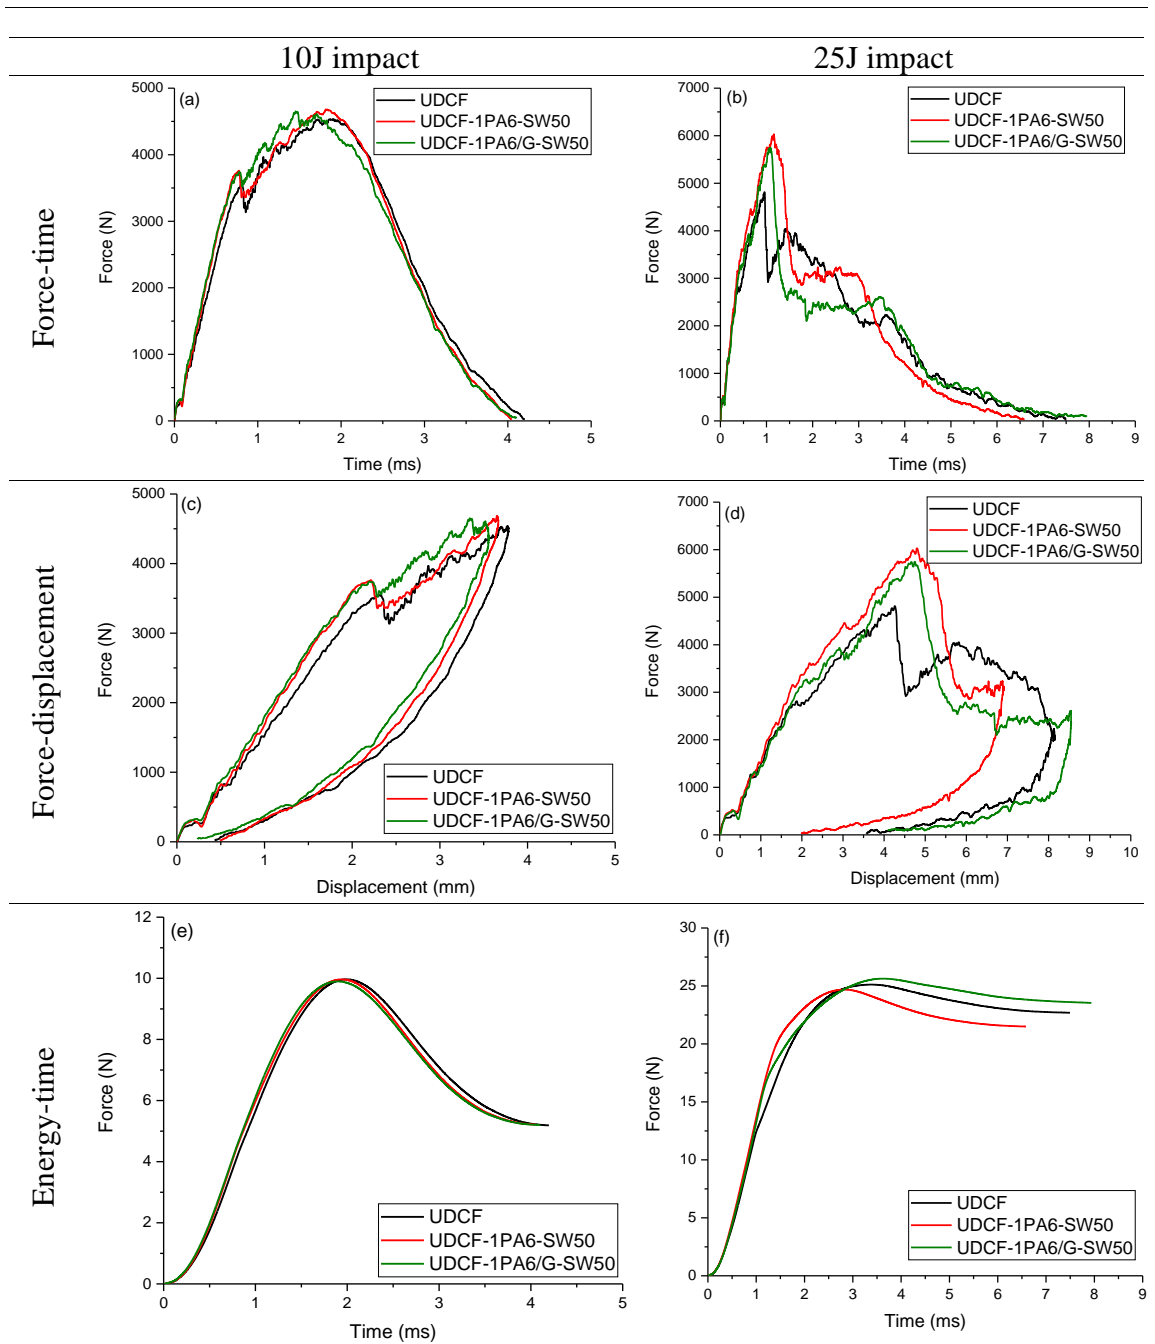 10J impact
25J impact
Force-time
(a)
UDCF
UDCF-1PA6-SW50
UDCF-1PA6/G-SW50
5000
4000
3000
2000
1000
0
Force (N)
0 1 2 3 4 5
Time (ms)
(b)
UDCF
UDCF-1PA6-SW50
UDCF-1PA6/G-SW50
7000
6000
5000
4000
3000
2000
1000
0
Force (N)
0 1 2 3 4 5 6 7 8 9
Time (ms)
Force-displacement
(c)
5000
4000
3000
2000
1000
0
Force (N)
UDCF
UDCF-1PA6-SW50
UDCF-1PA6/G-SW50
0 1 2 3 4 5
Displacement (mm)
(d)
UDCF
UDCF-1PA6-SW50
UDCF-1PA6/G-SW50
7000
6000
5000
4000
3000
2000
1000
0
Force (N)
0 1 2 3 4 5 6 7 8 9 10
Displacement (mm)
Energy-time
(e)
12
10
8
6
4
2
0
Force (N)
UDCF
UDCF-1PA6-SW50
UDCF-1PA6/G-SW50
0 1 2 3 4 5
Time (ms)
(f)
30
25
20
15
10
5
0
Force (N)
UDCF
UDCF-1PA6-SW50
UDCF-1PA6/G-SW50
0 1 2 3 4 5 6 7 8 9
Time (ms)